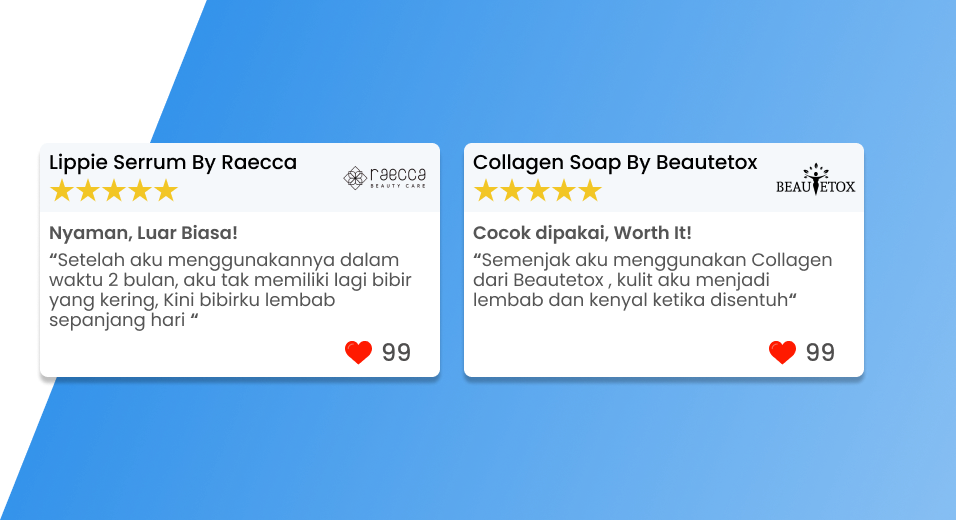 Lippie Serrum By Raecca
raecca
BEAUTY CARE
Nyaman, Luar Biasa!
“Setelah aku menggunakannya dalam
waktu 2 bulan, aku tak memiliki lagi bibir
yang kering, Kini bibirku lembab
sepanjang hari “
99
Collagen Soap By Beautetox
BEAUTETOX
Cocok dipakai, Worth It!
“Semenjak aku menggunakan Collagen
dari Beautetox , kulit aku menjadi
lembab dan kenyal ketika disentuh“
99